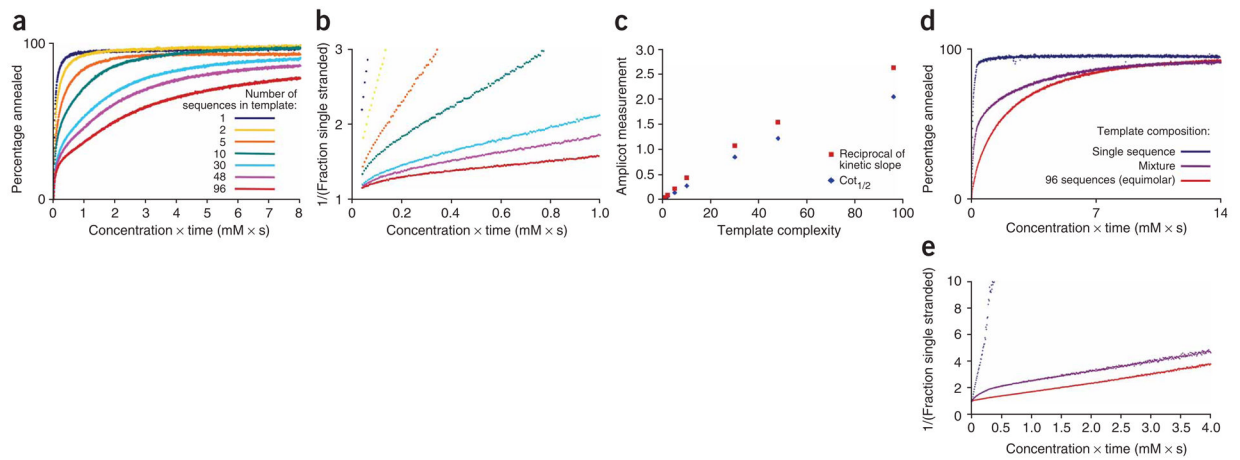 a
100
Percentage annealed
0
Number of
sequences in template:
1
2
5
10
30
48
96
0 1 2 3 4 5 6 7 8
Concentration × time (mM × s)
b
3
2
1
1/(Fraction single stranded)
0 0.2 0.4 0.6 0.8 1.0
Concentration × time (mM × s)
c
3.0
2.5
2.0
1.5
1.0
0.5
0
Amplicot measurement
Reciprocal of
kinetic slope
Cot1/2
0 20 40 60 80 100
Template complexity
d
100
Percentage annealed
0
Template composition:
Single sequence
Mixture
96 sequences (equimolar)
0 7 14
Concentration × time (mM × s)
e
10
8
6
4
2
0
1/(Fraction single stranded)
0 0.5 1.0 1.5 2.0 2.5 3.0 3.5 4.0
Concentration × time (mM × s)